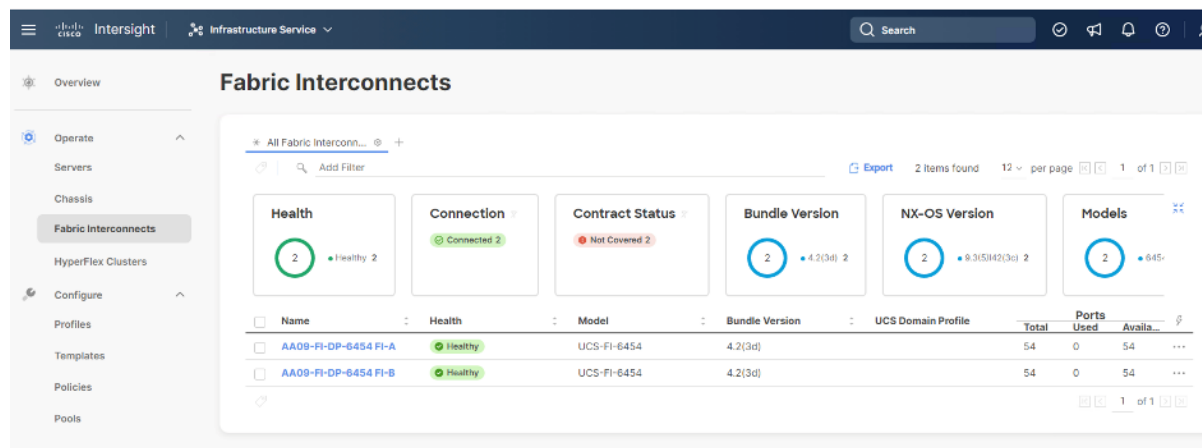 cisco Intersight Infrastructure Service Search
Overview
Operate
Servers
Chassis
Fabric Interconnects
HyperFlex Clusters
Configure
Profiles
Templates
Policies
Pools
Fabric Interconnects
All Fabric Interconn...
Add Filter Export 2 items found 12 per page 1 of 1
Health
2 Healthy 2
Connection
Connected 2
Contract Status
Not Covered 2
Bundle Version
2 4.2(3d) 2
NX-OS Version
2 2
Models
2
Name Health Model Bundle Version UCS Domain Profile Ports
Total Used Availa...
AA09-FI-DP-6454 FI-A Healthy UCS-FI-6454 4.2(3d) 54 0 54
AA09-FI-DP-6454 FI-B Healthy UCS-FI-6454 4.2(3d) 54 0 54
1 of 1